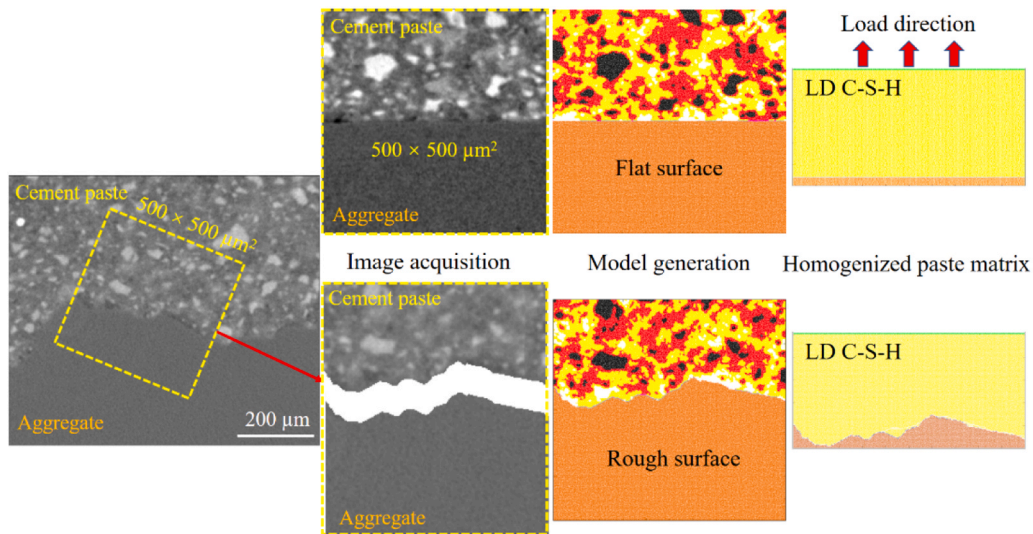 Cement paste
500 × 500 µm²
Aggregate
200 µm
Cement paste
500 × 500 µm²
Aggregate
Flat surface
Load direction
LD C-S-H
Image acquisition
Model generation
Homogenized paste matrix
Cement paste
Aggregate
Rough surface
LD C-S-H